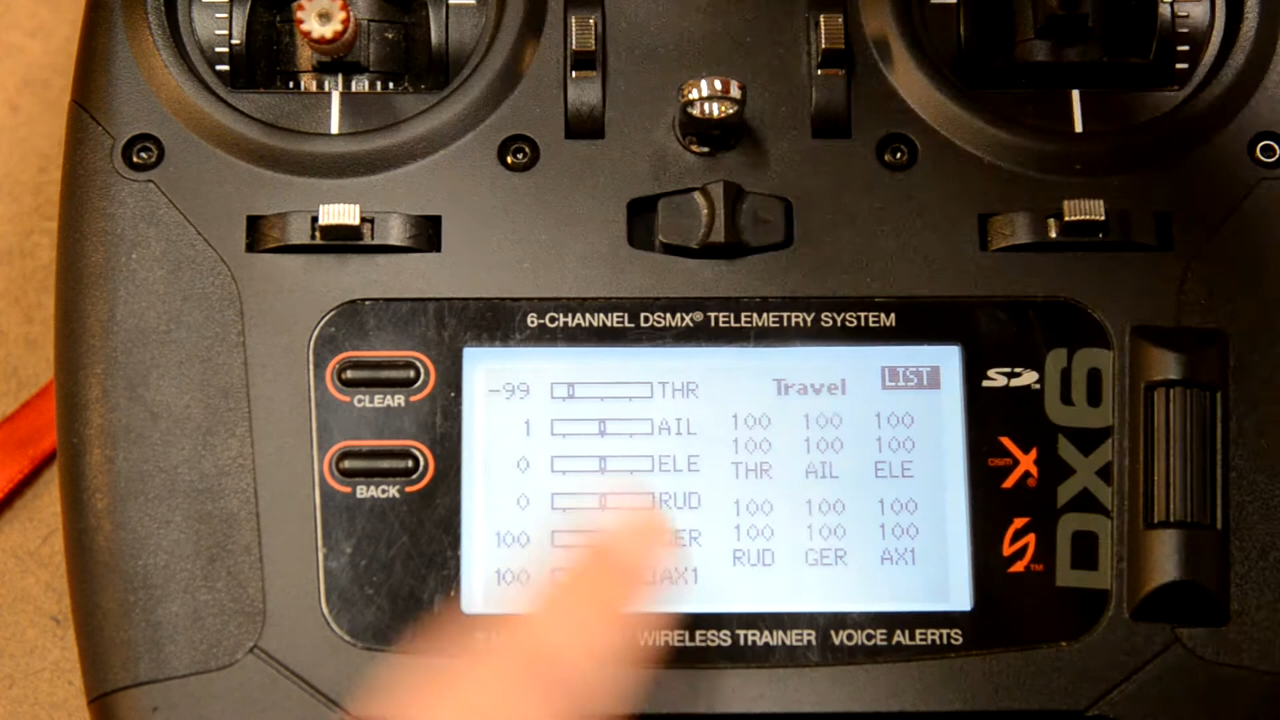 6-CHANNEL DSMX® TELEMETRY SYSTEM
CLEAR
BACK
-99 THR
1 AIL
0 ELE
0 RUD
100
100 AX1
Travel
LIST
100 100 100
100 100 100
THR AIL ELE
100 100 100
100 100 100
RUD GER AX1
SD
DSM X
DX6
WIRELESS TRAINER VOICE ALERTS